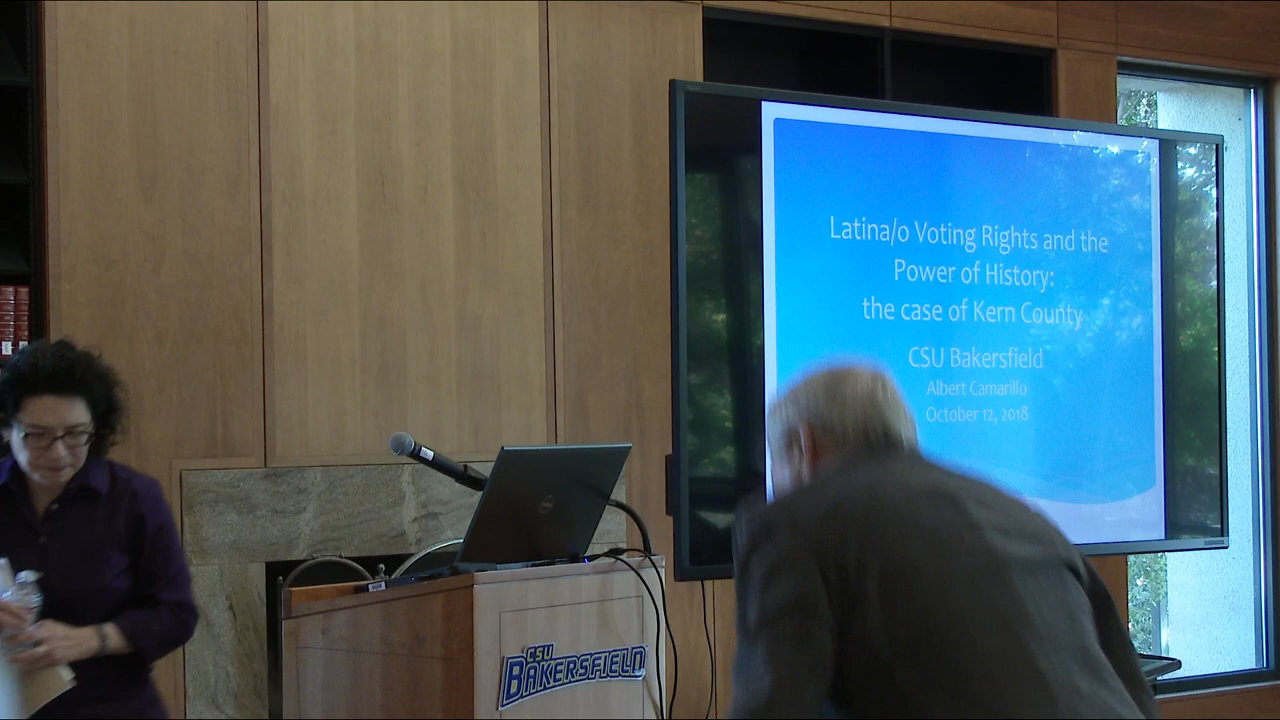 Latina/o Voting Rights and the
Power of History:
the case of Kern County
CSU Bakersfield
Albert Camarillo
October 12, 2018
CSU
BAKERSFIELD